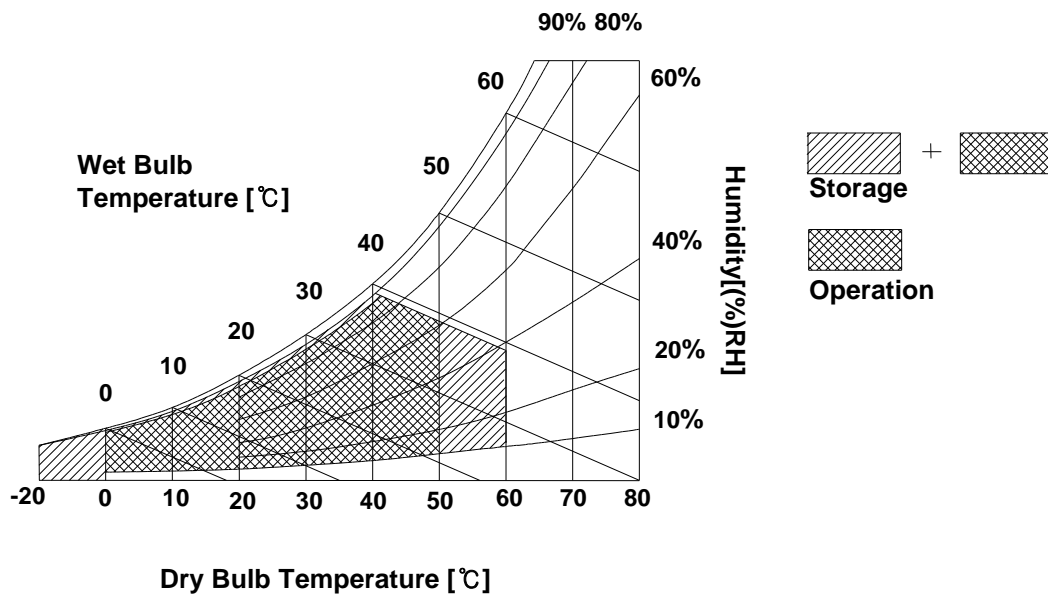 90% 80%
60
60%
50
Wet Bulb
Temperature [℃]
40
40%
30
20
20%
10
10%
0
-20 0 10 20 30 40 50 60 70 80
Dry Bulb Temperature [℃]
Humidity[(%)RH]
+
Storage
Operation